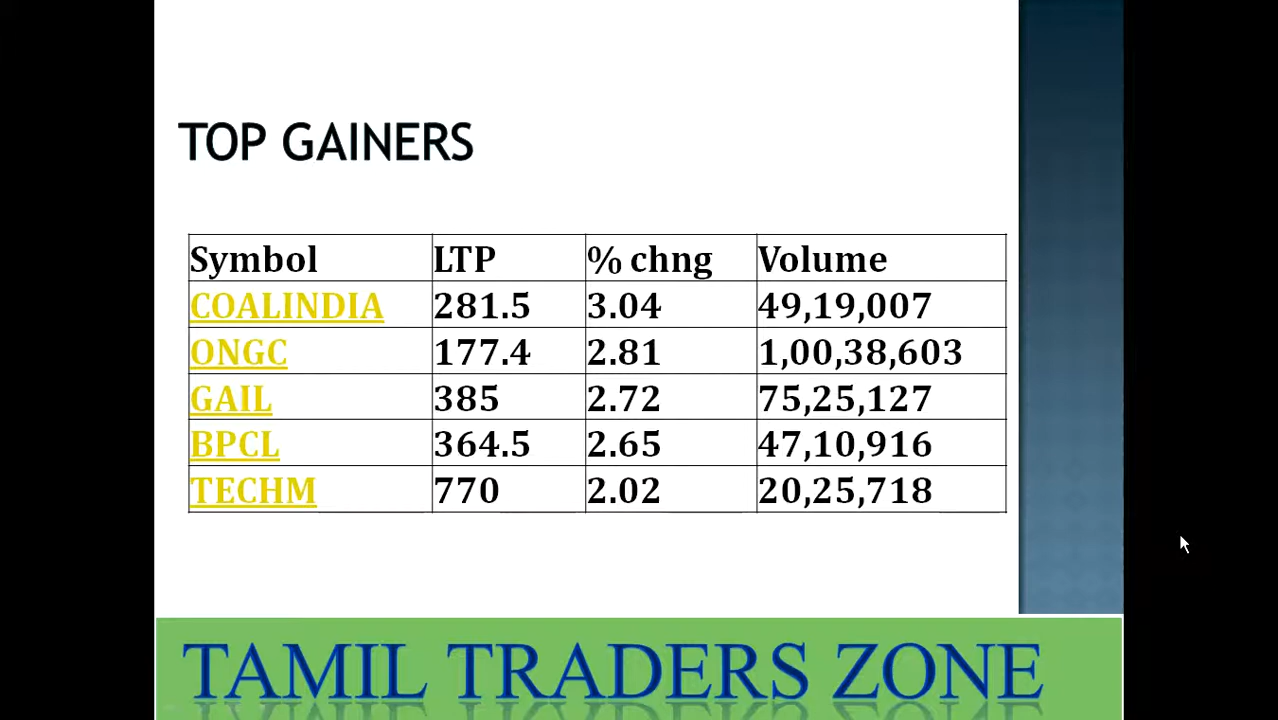 TOP GAINERS
Symbol LTP % chng Volume
COALINDIA 281.5 3.04 49,19,007
ONGC 177.4 2.81 1,00,38,603
GAIL 385 2.72 75,25,127
BPCL 364.5 2.65 47,10,916
TECHM 770 2.02 20,25,718
TAMIL TRADERS ZONE